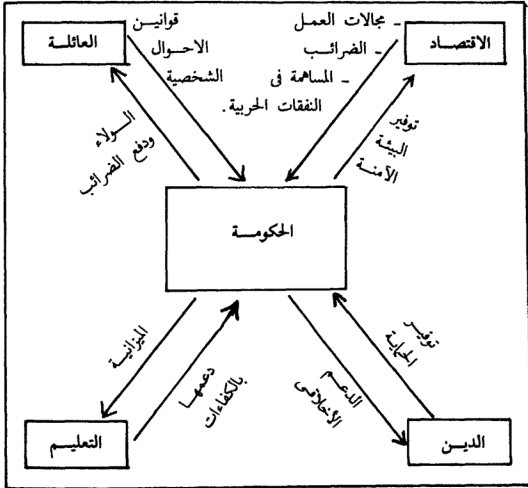 الاقتصاد
- مجالات العمل
- الضرائب
- المساهمة فى
النفقات الحربية.
قوانين
الاحوال
الشخصية
العائلة
توفير
البيئة
الآمنة
الولاء
ودفع الضرائب
الحكومة
توفير
الحماية
الدعم
الأخلاقى
دعمها
بالكفاءات
الميزانية
الدين
التعليم